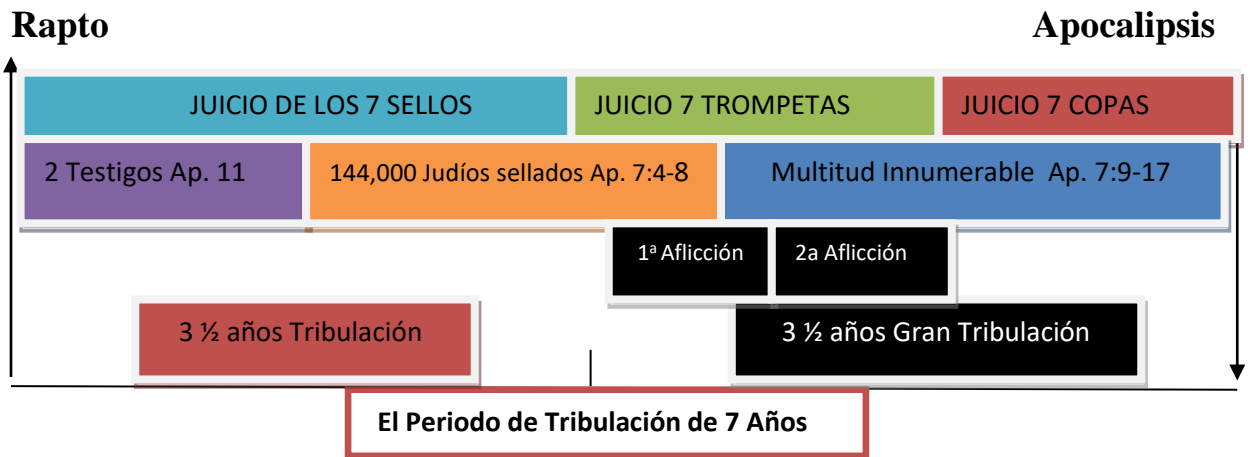 Rapto
Apocalipsis
JUICIO DE LOS 7 SELLOS
JUICIO 7 TROMPETAS
JUICIO 7 COPAS
2 Testigos Ap. 11
144,000 Judíos sellados Ap. 7:4-8
Multitud Innumerable Ap. 7:9-17
1ª Aflicción
2a Aflicción
3 ½ años Tribulación
3 ½ años Gran Tribulación
El Periodo de Tribulación de 7 Años